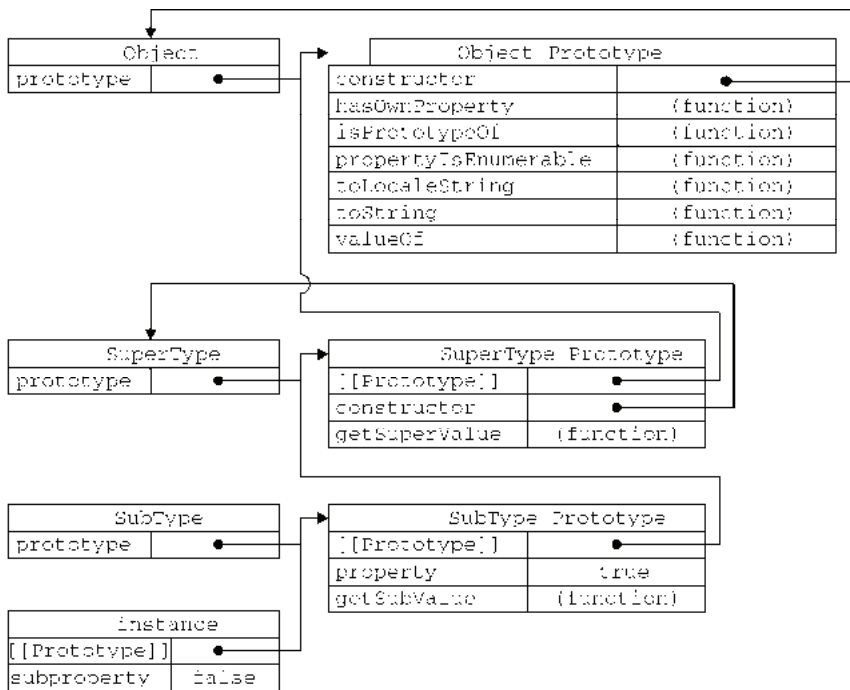 Object
prototype
Object Prototype
constructor
hasOwnProperty (function)
isPrototypeOf (function)
propertyIsEnumerable (function)
toLocaleString (function)
toString (function)
valueOf (function)
SuperType
prototype
SuperType Prototype
[[Prototype]]
constructor
getSuperValue (function)
SubType
prototype
SubType Prototype
[[Prototype]]
property true
getSubValue (function)
instance
[[Prototype]]
subproperty false